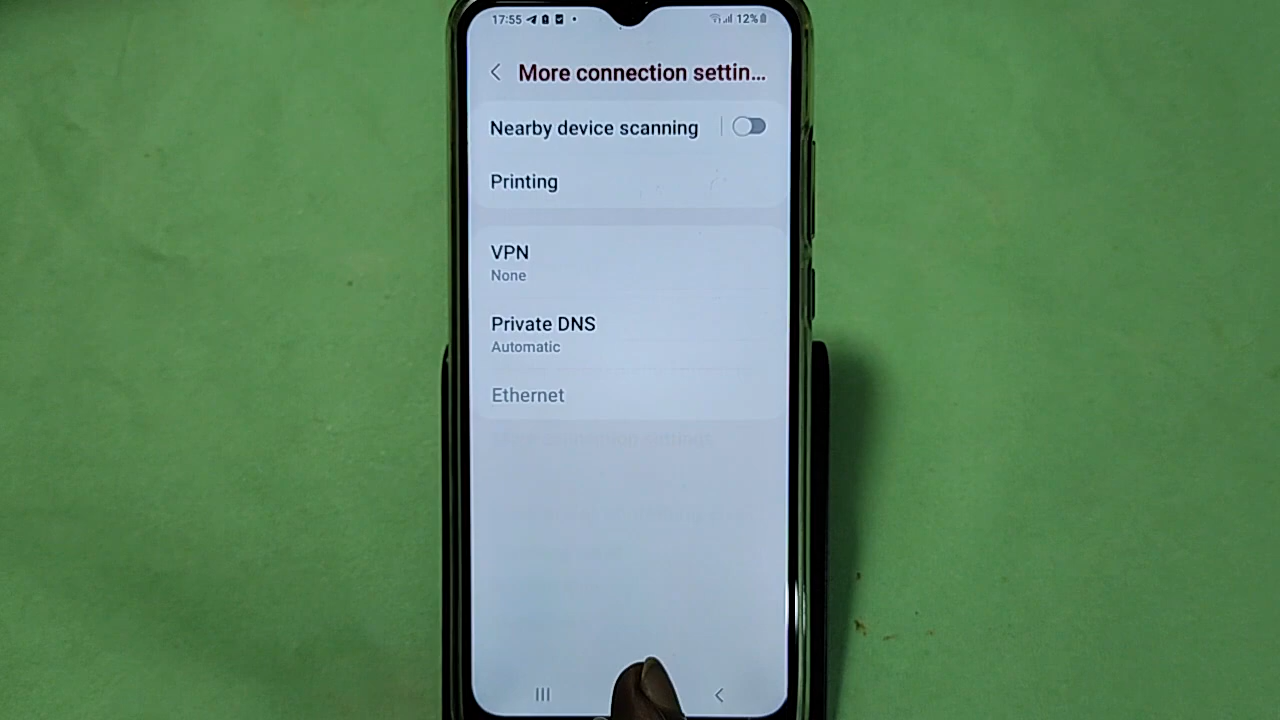 17:55 12%
More connection settin...
Nearby device scanning
Printing
VPN
None
Private DNS
Automatic
Ethernet